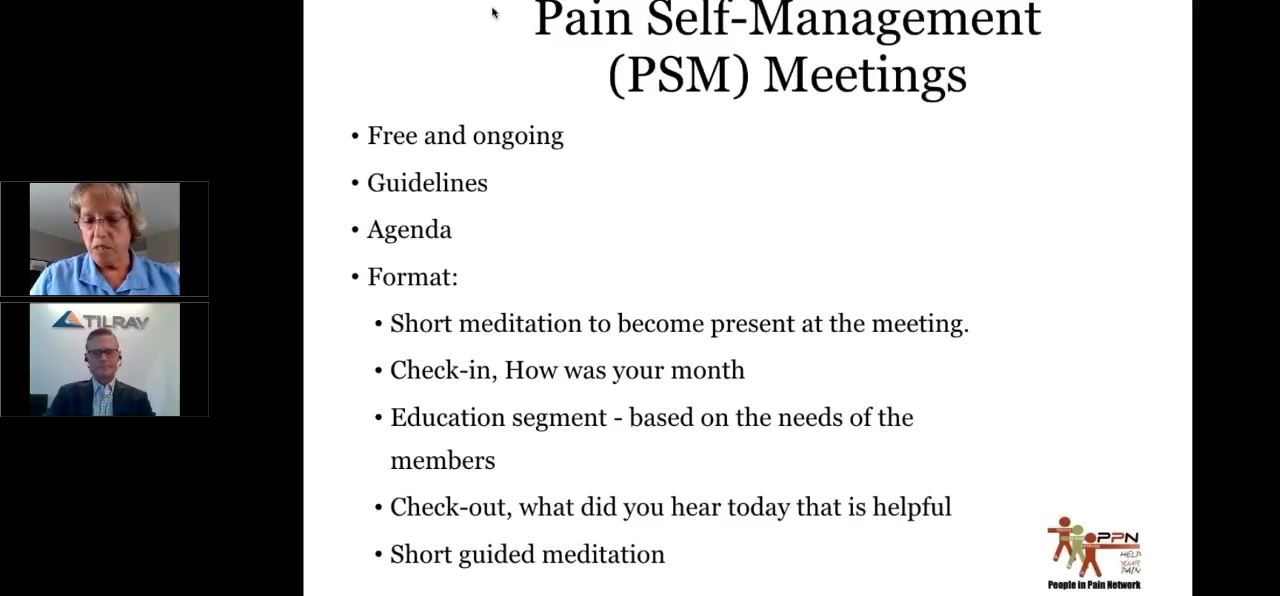 Pain Self-Management
(PSM) Meetings
• Free and ongoing
• Guidelines
• Agenda
• Format:
• Short meditation to become present at the meeting.
• Check-in, How was your month
• Education segment - based on the needs of the
members
• Check-out, what did you hear today that is helpful
• Short guided meditation
TILRAY
PPN
HELP
YOUR
PAIN
People in Pain Network